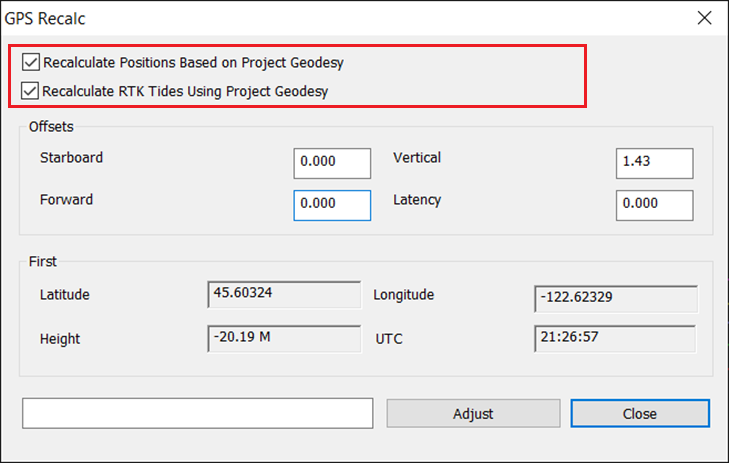 GPS Recalc
Recalculate Positions Based on Project Geodesy
Recalculate RTK Tides Using Project Geodesy
Offsets
Starboard 0.000 Vertical 1.43
Forward 0.000 Latency 0.000
First
Latitude 45.60324 Longitude -122.62329
Height -20.19 M UTC 21:26:57
Adjust Close